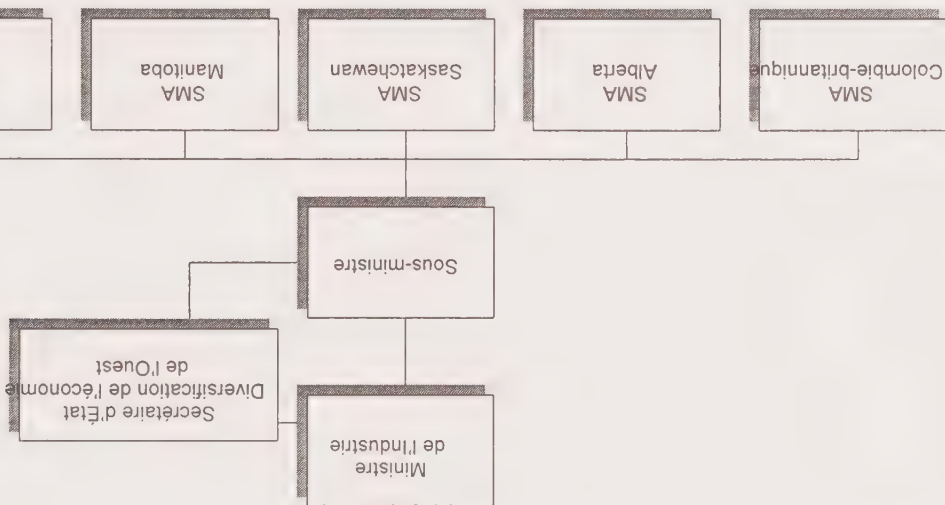 Ministre
de l'Industrie
Secrétaire d'État
Diversification de l'économie
de l'Ouest
Sous-ministre
SMA
Colombie-britannique
SMA
Alberta
SMA
Saskatchewan
SMA
Manitoba